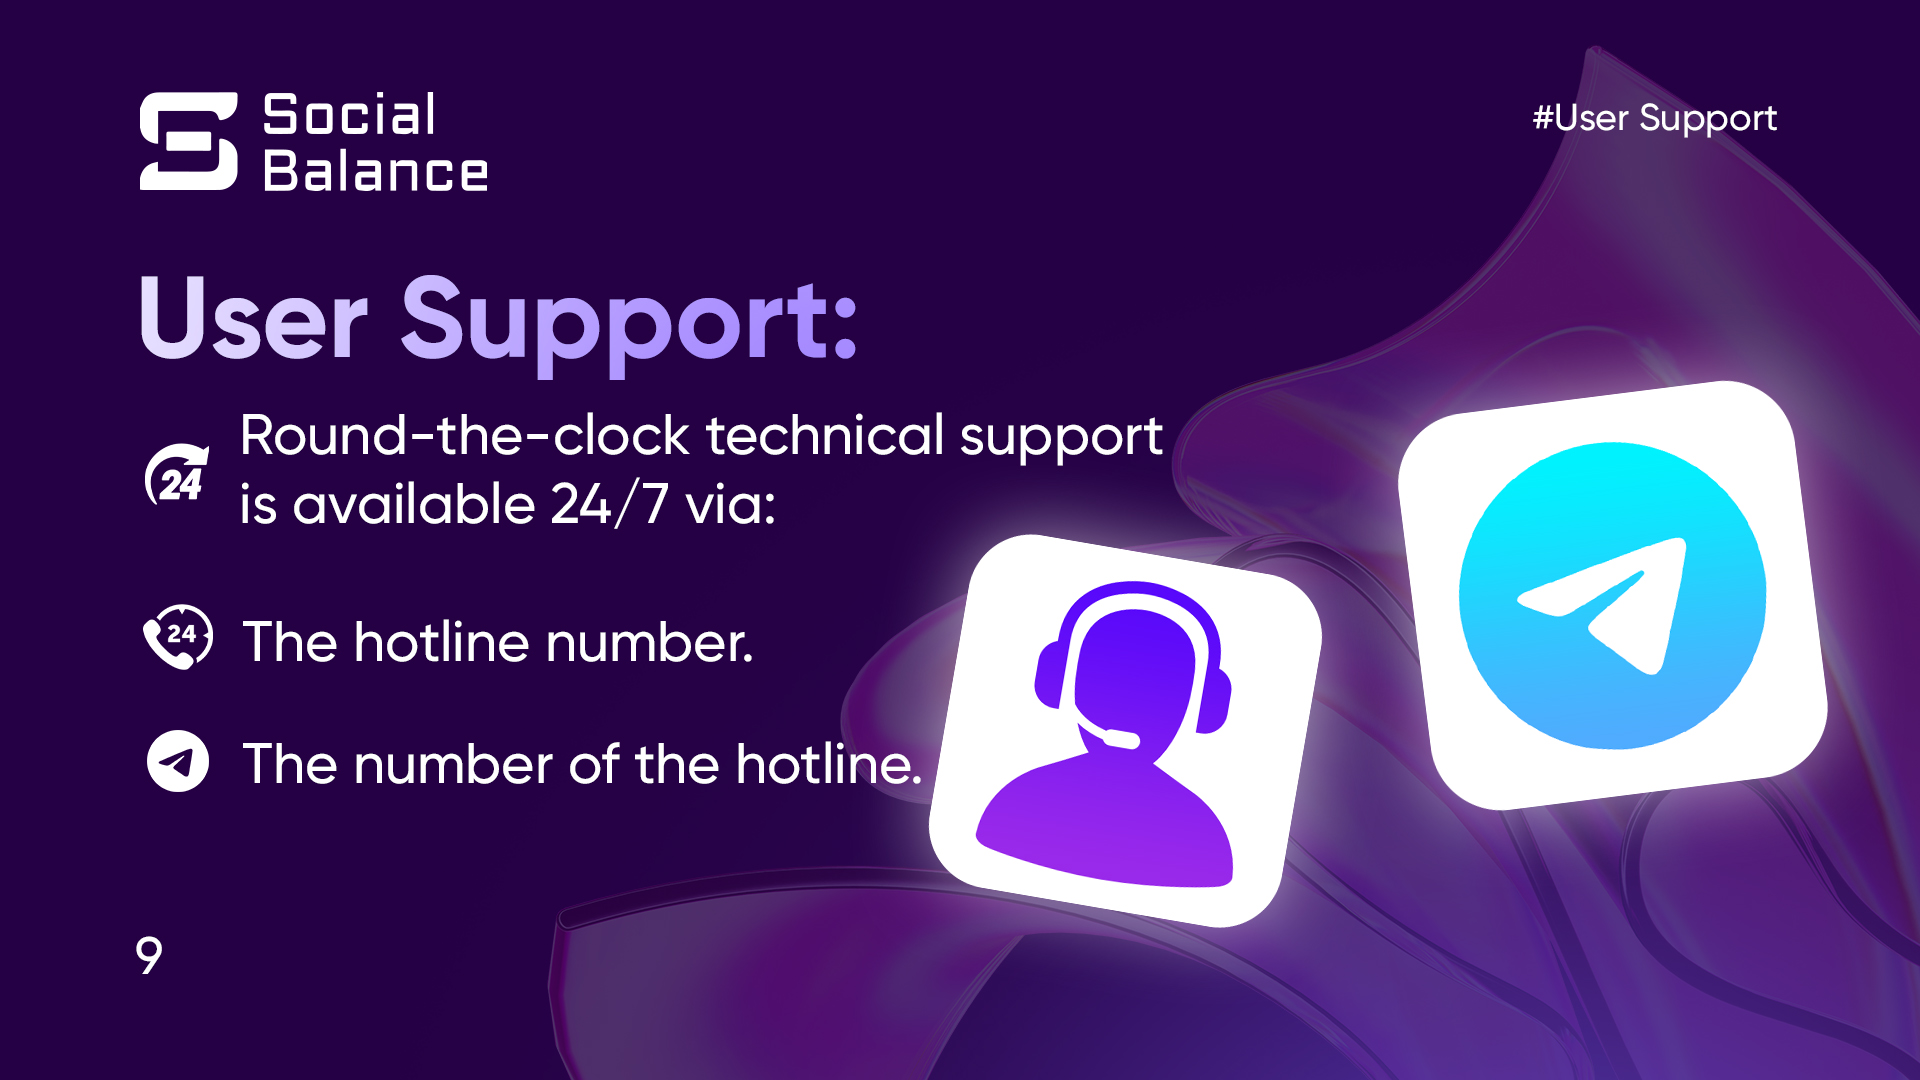 Social
Balance
#User Support
User Support:
24
Round-the-clock technical support
is available 24/7 via:
24
The hotline number.
The number of the hotline.
9